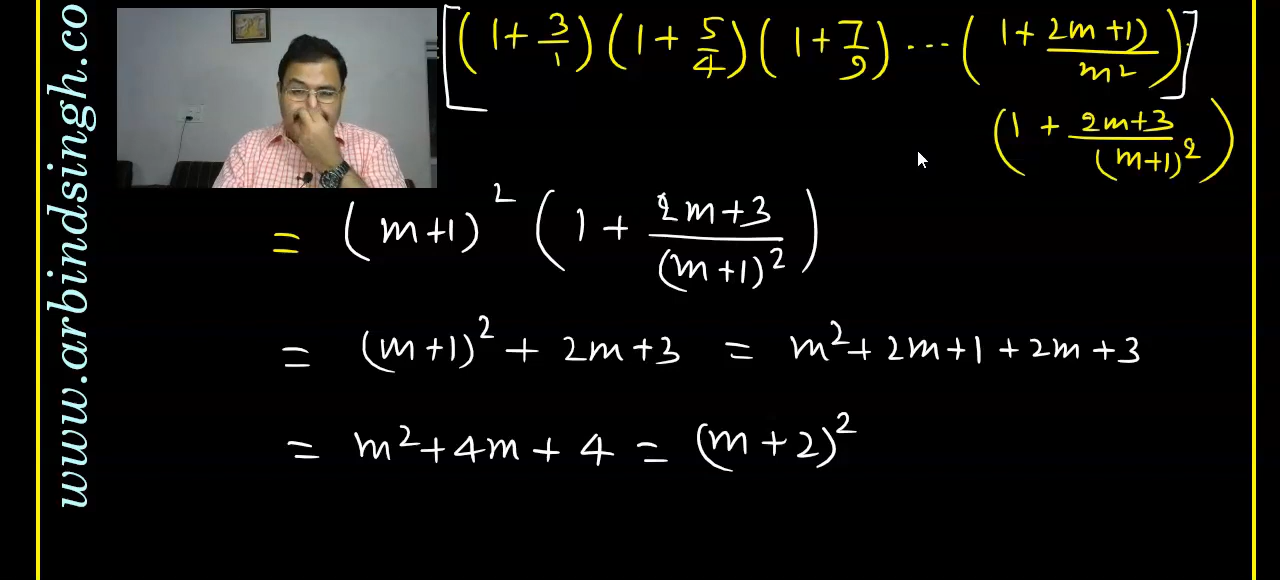 www.arbindsingh.co
[(1+3/1)(1+5/4)(1+7/9)...(1+2m+1)/m²)]
(1+2m+3/(m+1)²)
= (m+1)²(1+2m+3/(m+1)²)
= (m+1)²+2m+3 = m²+2m+1+2m+3
= m²+4m+4 = (m+2)²